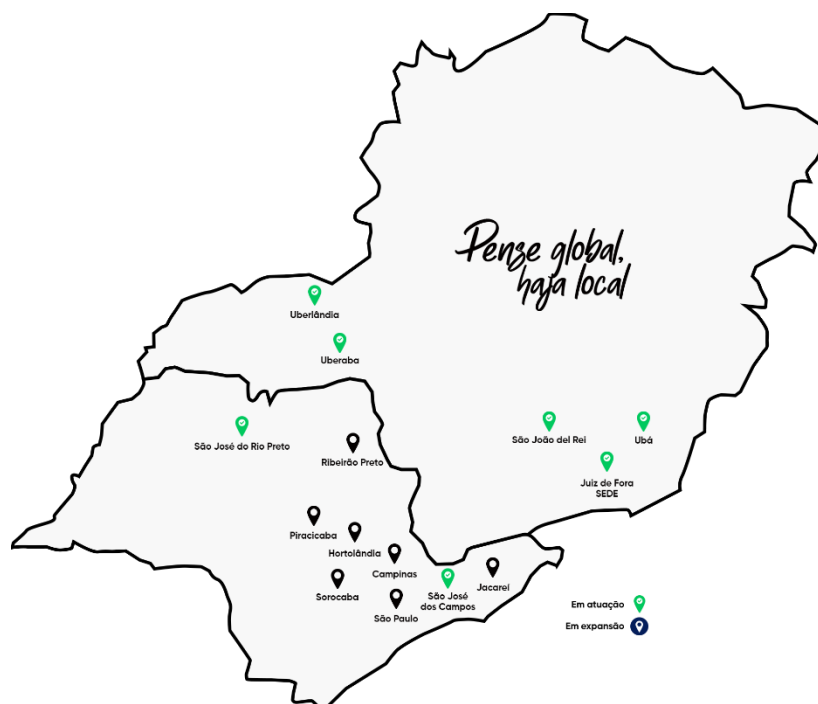 Pense global,
haja local
Uberlândia
Uberaba
São José do Rio Preto
Ribeirão Preto
São João del Rei
Ubá
Juiz de Fora
SEDE
Piracicaba
Hortolândia
Campinas
Sorocaba
São Paulo
São José
dos Campos
Jacareí
Em atuação
Em expansão